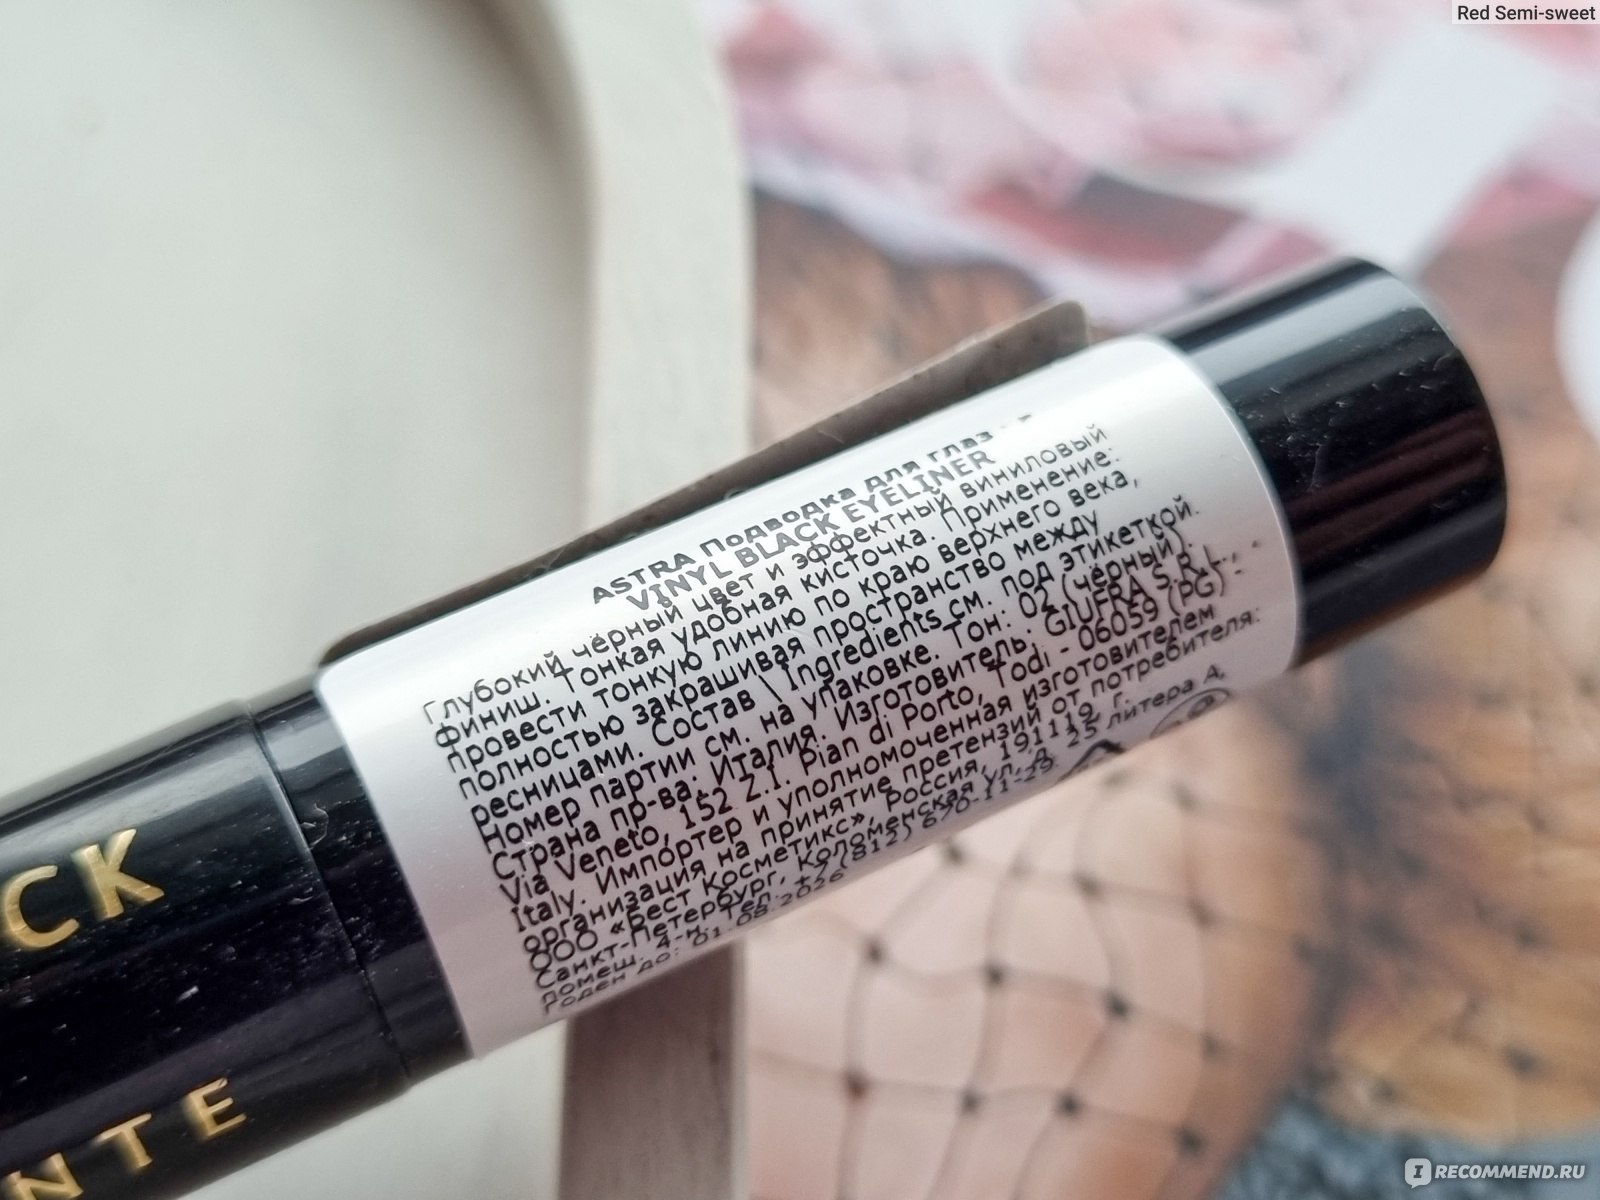 Red Semi-sweet
ASTRA Подводка для глаз -
VINYL BLACK EYELINER
Глубокий чёрный цвет и эффектный виниловый
финиш. Тонкая удобная кисточка. Применение:
провести тонкую линию по краю верхнего века,
полностью закрашивая пространство между
ресницами. Состав \ Ingredients см. под этикеткой.
Номер партии см. на упаковке. Тон: 02 (чёрный).
Страна пр-ва: Италия. Изготовитель. GIUFRA S.R.L., -
Via Veneto, 152 Z.I. Pian di Porto, Todi - 06059 (PG) -
Italy. Импортер и уполномоченная изготовителем
организация на принятие претензий от потребителя:
ООО «Бест Косметикс», Россия, 191119, г.
Санкт-Петербург, Коломенская ул, д. 25 литера А,
помещ. 4-н. Тел. +7 (812) 670-11-29.
Годен до: 01.08.2026
CK
NTE
IRECOMMEND.RU